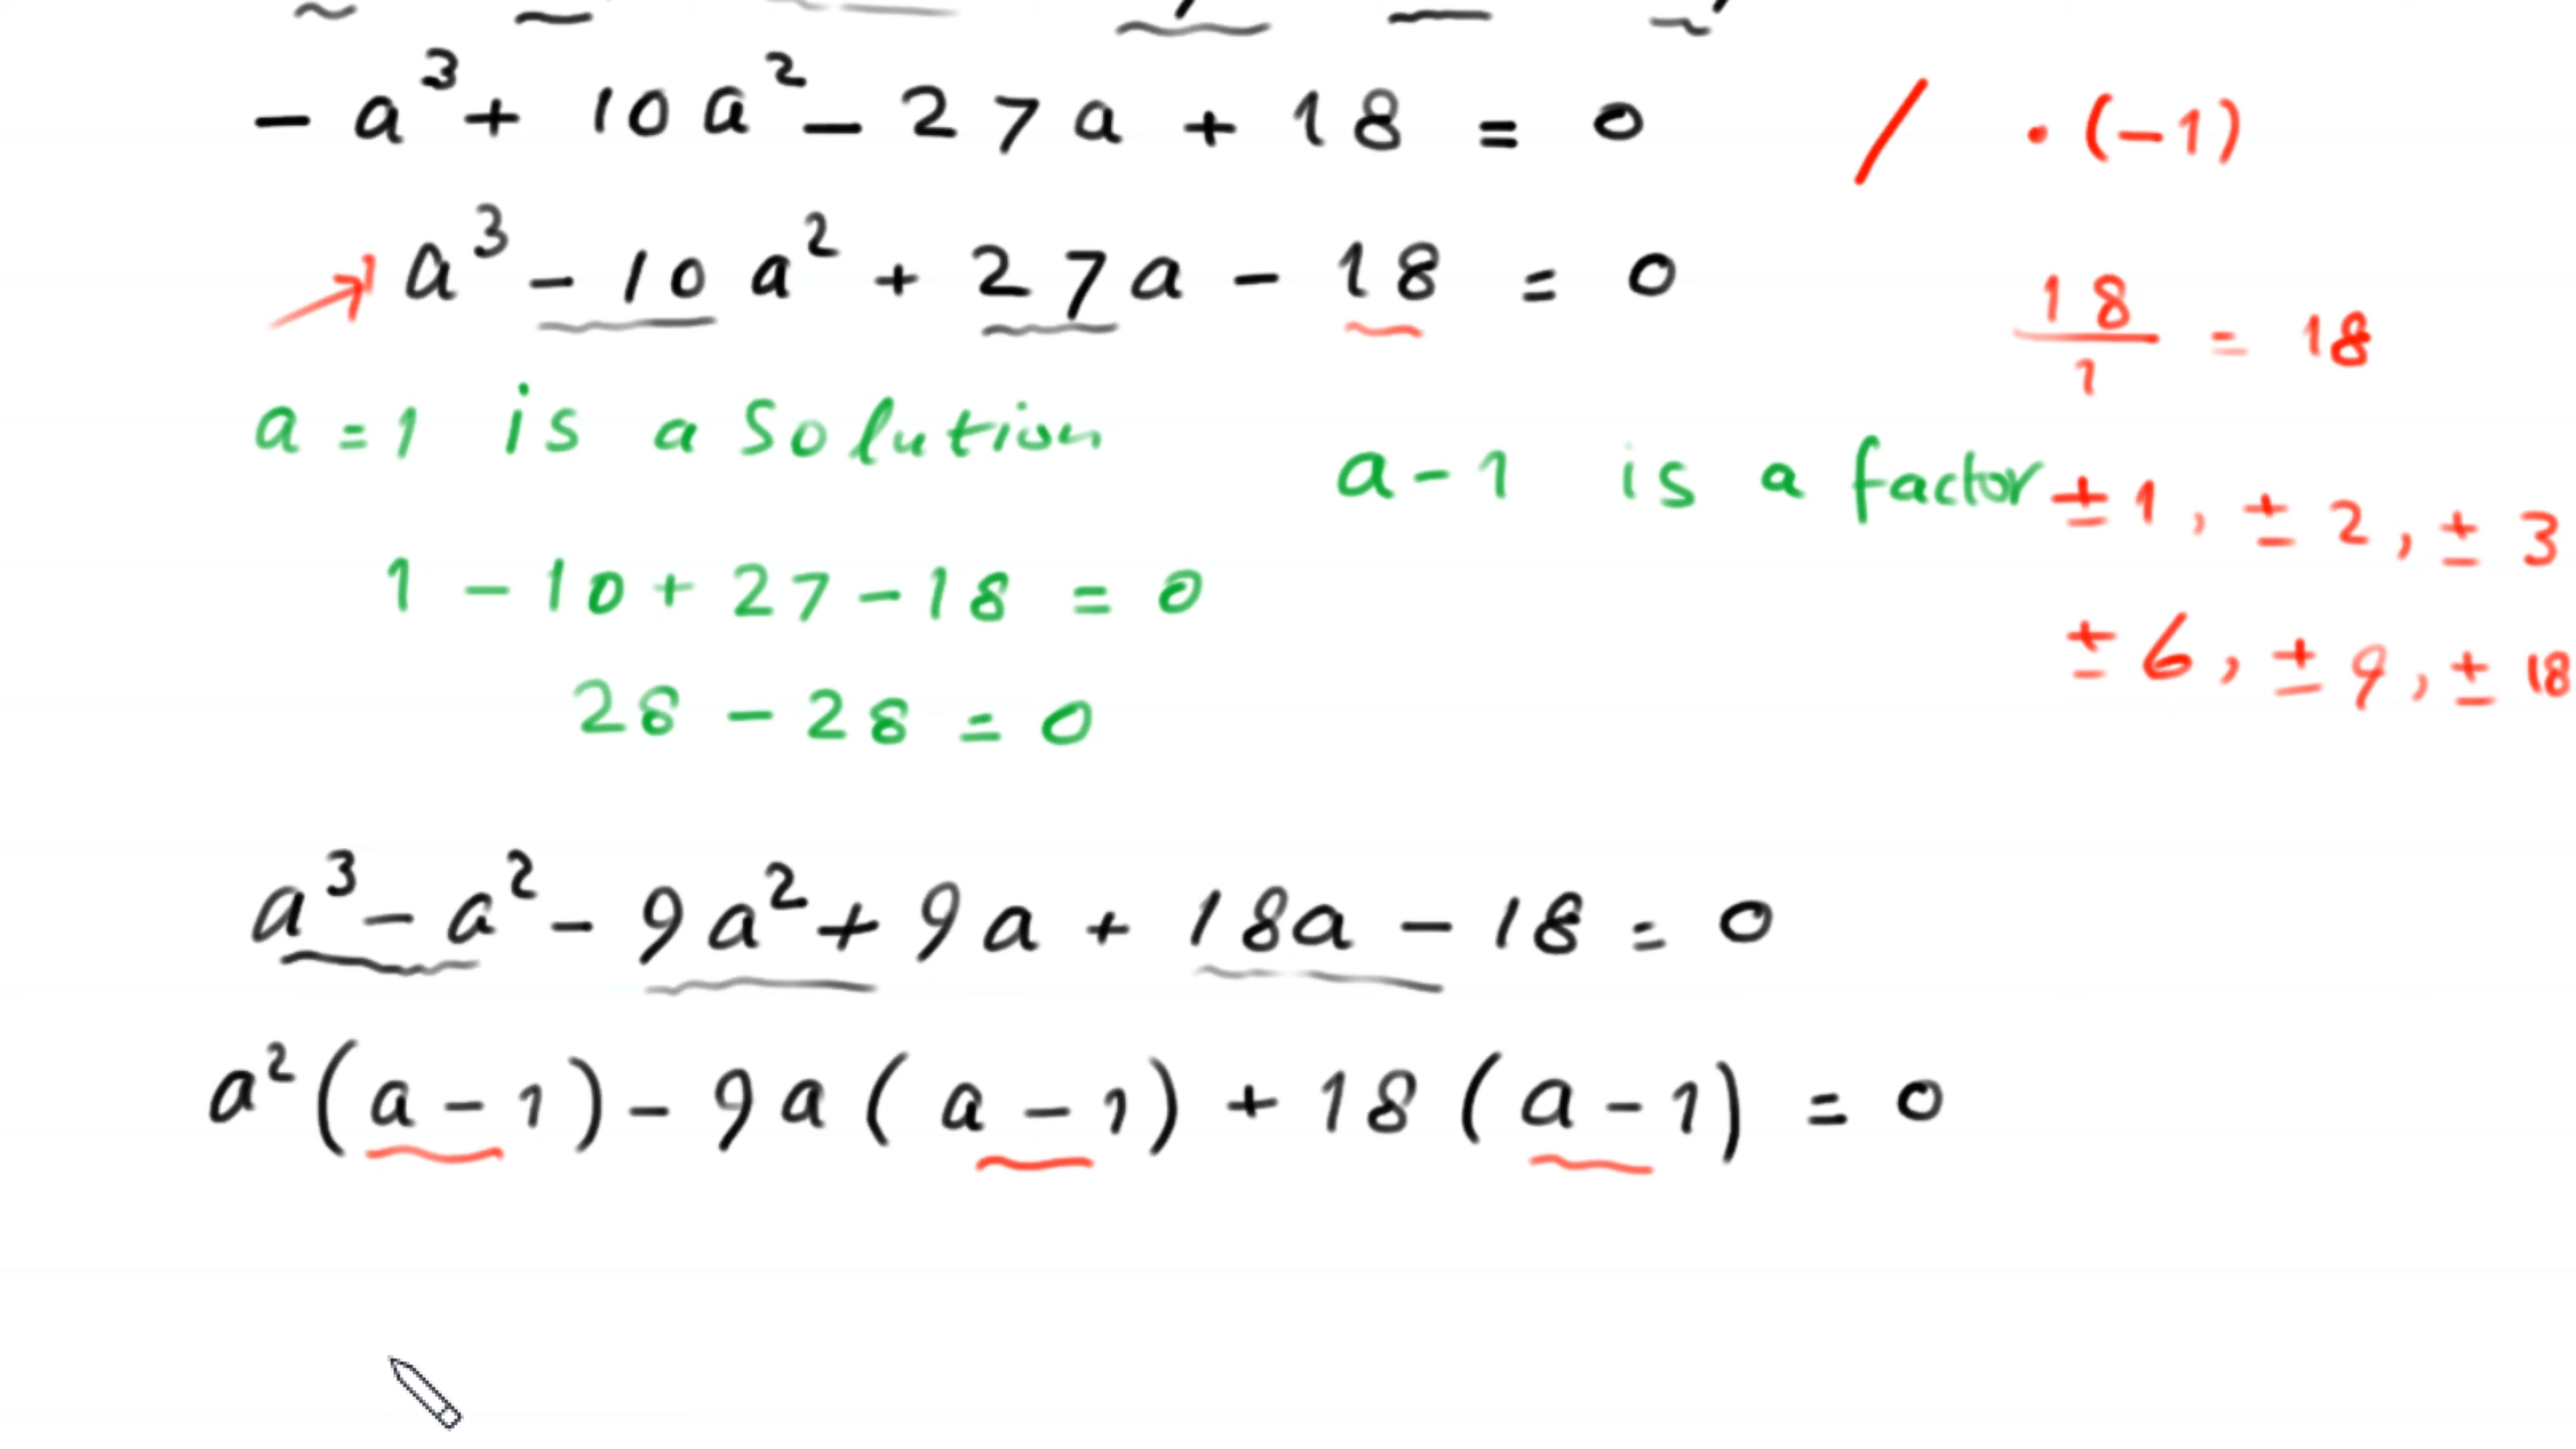 - a³ + 10a² - 27a + 18 = 0 / · (-1)
a³ - 10a² + 27a - 18 = 0
18/1 = 18
a = 1 is a solution
a - 1 is a factor
±1, ±2, ±3
1 - 10 + 27 - 18 = 0
±6, ±9, ±18
28 - 28 = 0
a³ - a² - 9a² + 9a + 18a - 18 = 0
a²(a - 1) - 9a(a - 1) + 18(a - 1) = 0